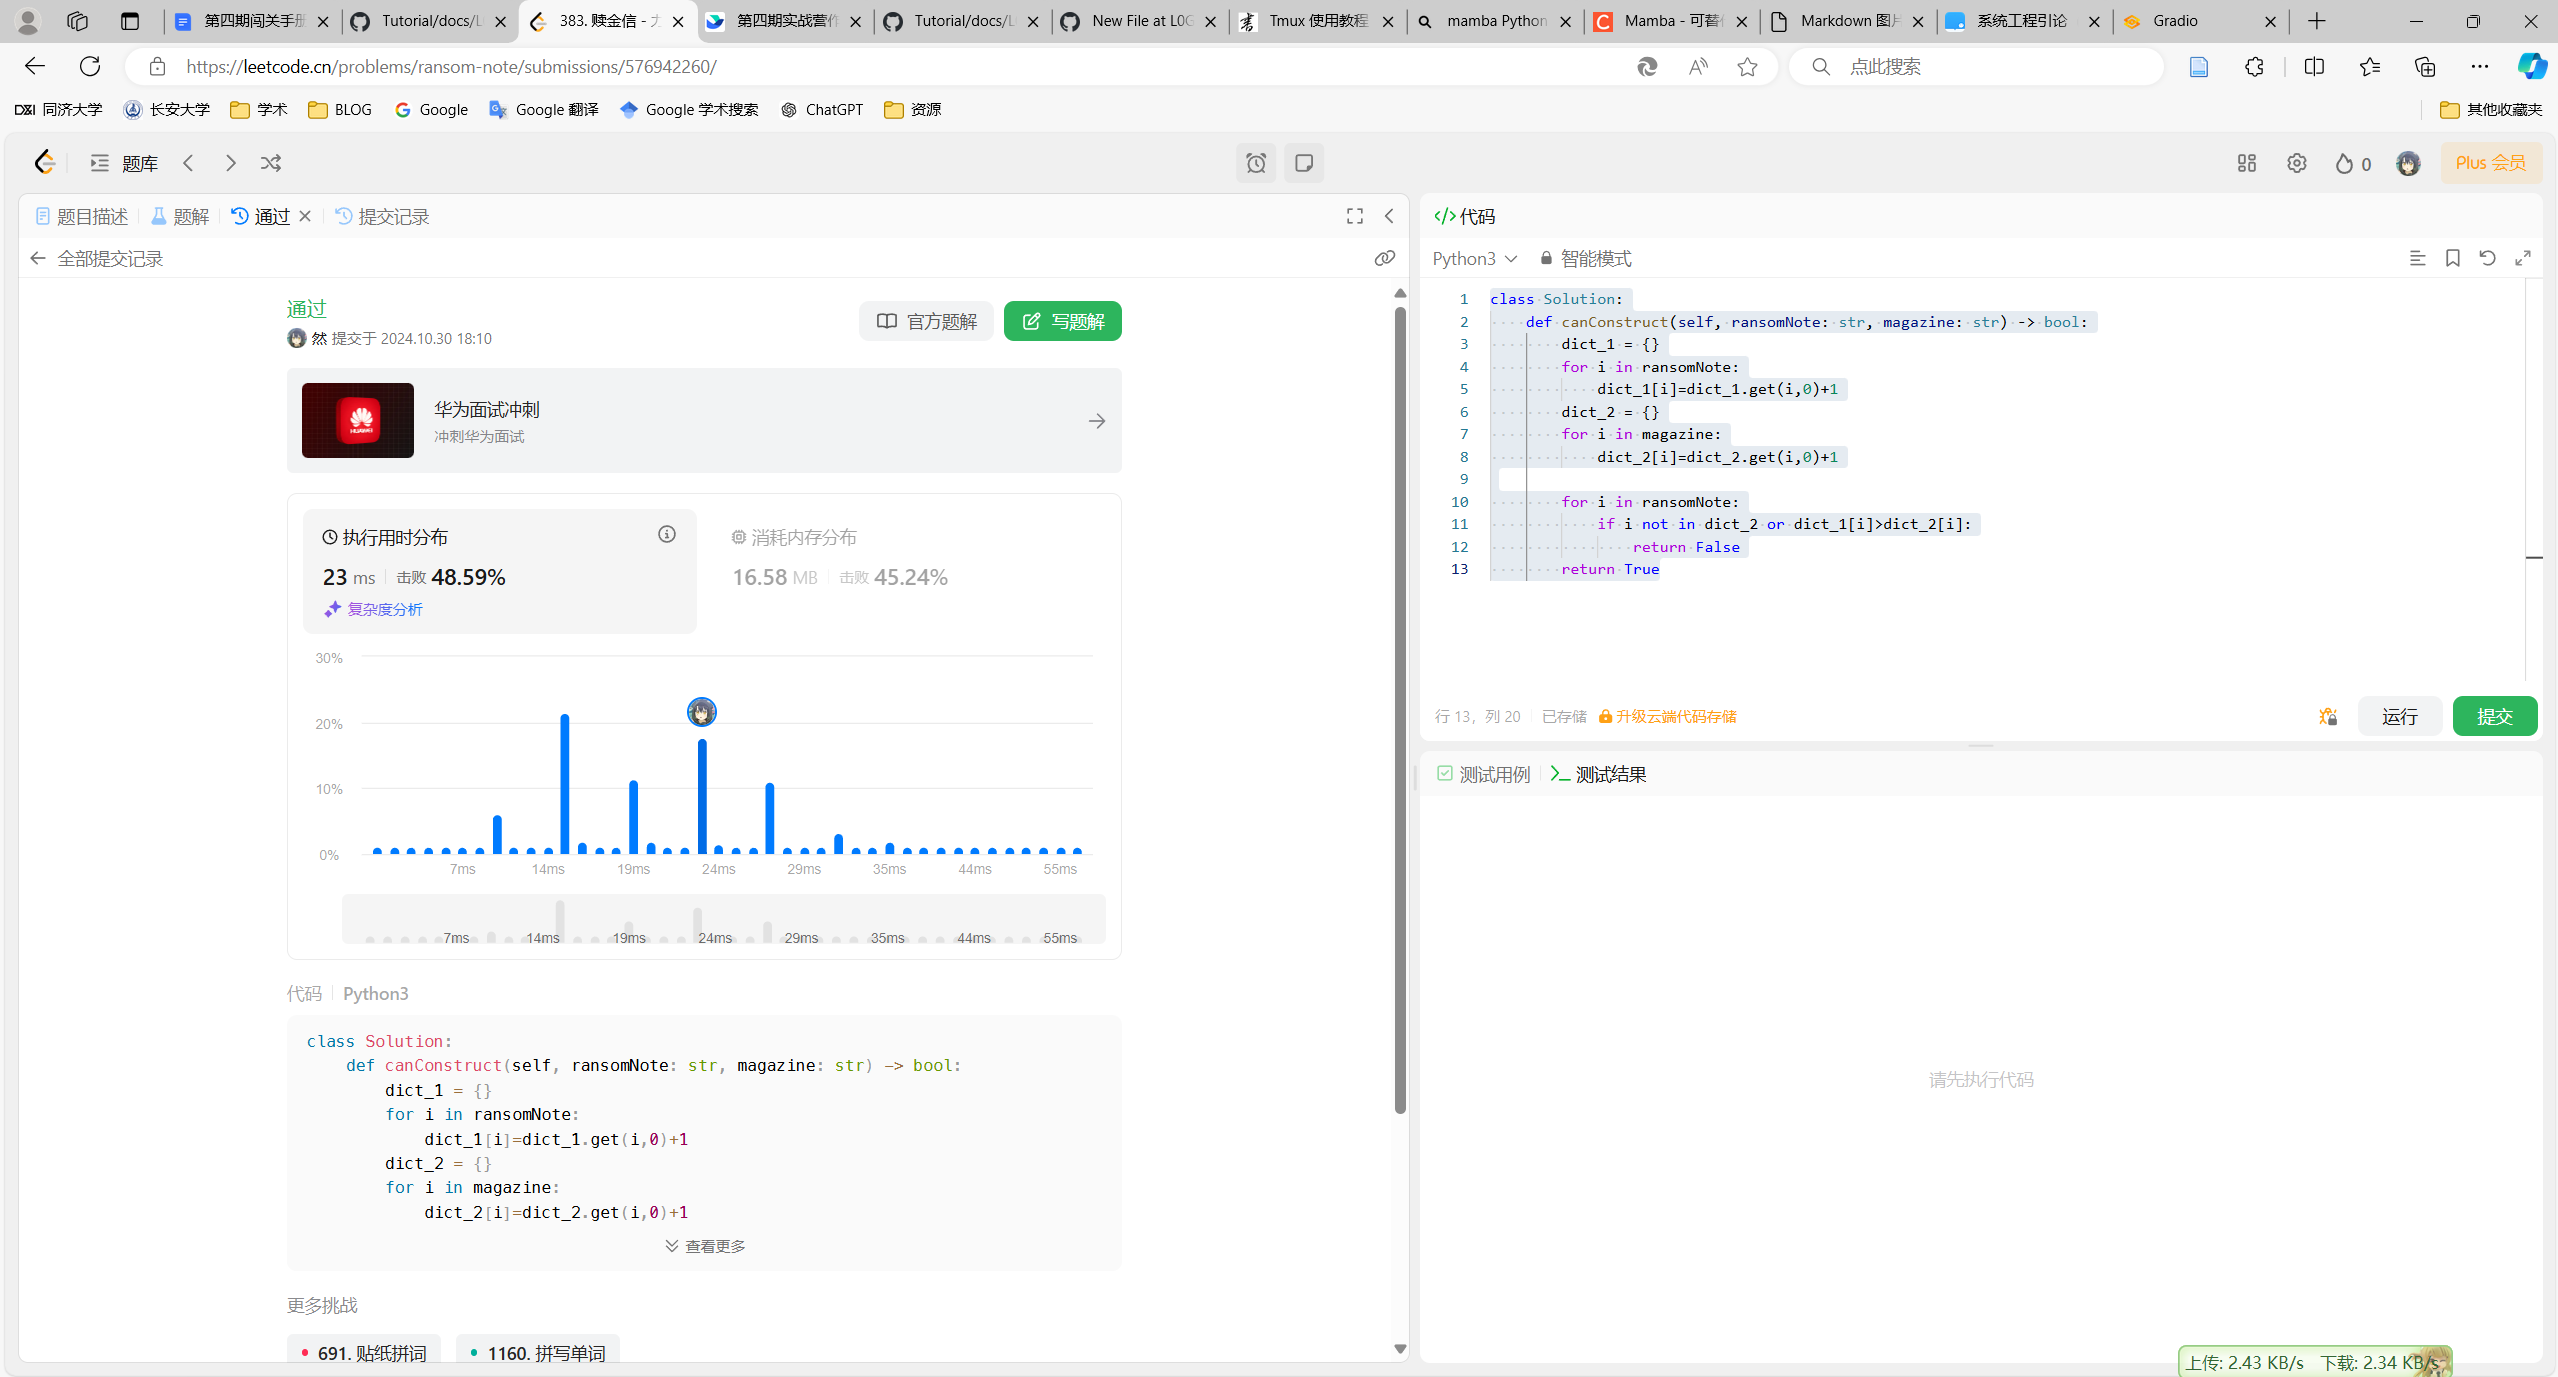 第四期闯关手册
Tutorial/docs/L
383. 赎金信 - 力
第四期实战营作
Tutorial/docs/L
New File at L0G
Tmux 使用教程
mamba Python
Mamba - 可替代
Markdown 图片
系统工程引论
Gradio
https://leetcode.cn/problems/ransom-note/submissions/576942260/
点此搜索
同济大学
长安大学
学术
BLOG
Google
Google 翻译
Google 学术搜索
ChatGPT
资源
其他收藏夹
题库
0
Plus 会员
题目描述
题解
通过
提交记录
全部提交记录
通过
然 提交于 2024.10.30 18:10
官方题解
写题解
HUAWEI
华为面试冲刺
冲刺华为面试
执行用时分布
23 ms 击败 48.59%
复杂度分析
消耗内存分布
16.58 MB 击败 45.24%
30%
20%
10%
0%
7ms 14ms 19ms 24ms 29ms 35ms 44ms 55ms
7ms 14ms 19ms 24ms 29ms 35ms 44ms 55ms
代码 Python3
class Solution:
    def canConstruct(self, ransomNote: str, magazine: str) -> bool:
        dict_1 = {}
        for i in ransomNote:
            dict_1[i]=dict_1.get(i,0)+1
        dict_2 = {}
        for i in magazine:
            dict_2[i]=dict_2.get(i,0)+1
查看更多
更多挑战
691. 贴纸拼词
1160. 拼写单词
代码
Python3
智能模式
1 class Solution:
2     def canConstruct(self, ransomNote: str, magazine: str) -> bool:
3         dict_1 = {}
4         for i in ransomNote:
5             dict_1[i]=dict_1.get(i,0)+1
6         dict_2 = {}
7         for i in magazine:
8             dict_2[i]=dict_2.get(i,0)+1
9
10         for i in ransomNote:
11             if i not in dict_2 or dict_1[i]>dict_2[i]:
12                 return False
13         return True
行 13，列 20
已存储
升级云端代码存储
运行
提交
测试用例
测试结果
请先执行代码
上传: 2.43 KB/s 下载: 2.34 KB/s